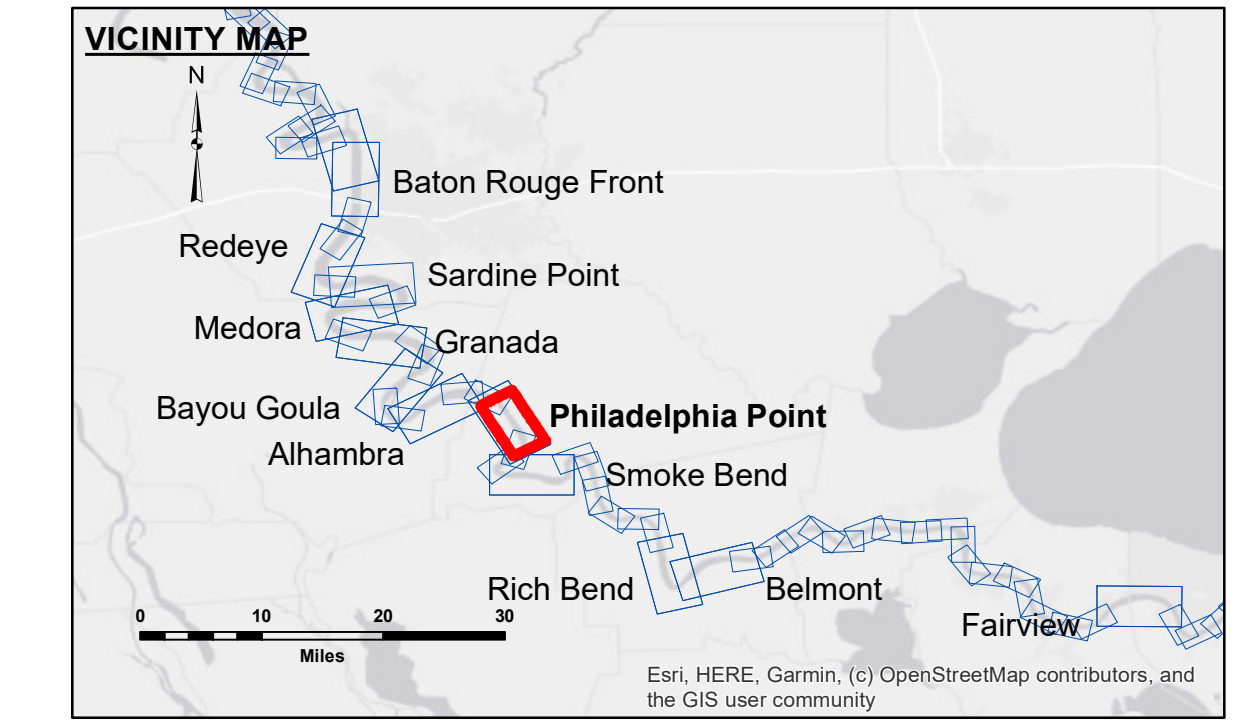 VICINITY MAP
N
Baton Rouge Front
Redeye
Sardine Point
Medora
Granada
Bayou Goula
Philadelphia Point
Alhambra
Smoke Bend
Rich Bend
Belmont
Fairview
0 10 20 30
Miles
Esri, HERE, Garmin, (c) OpenStreetMap contributors, and
the GIS user community